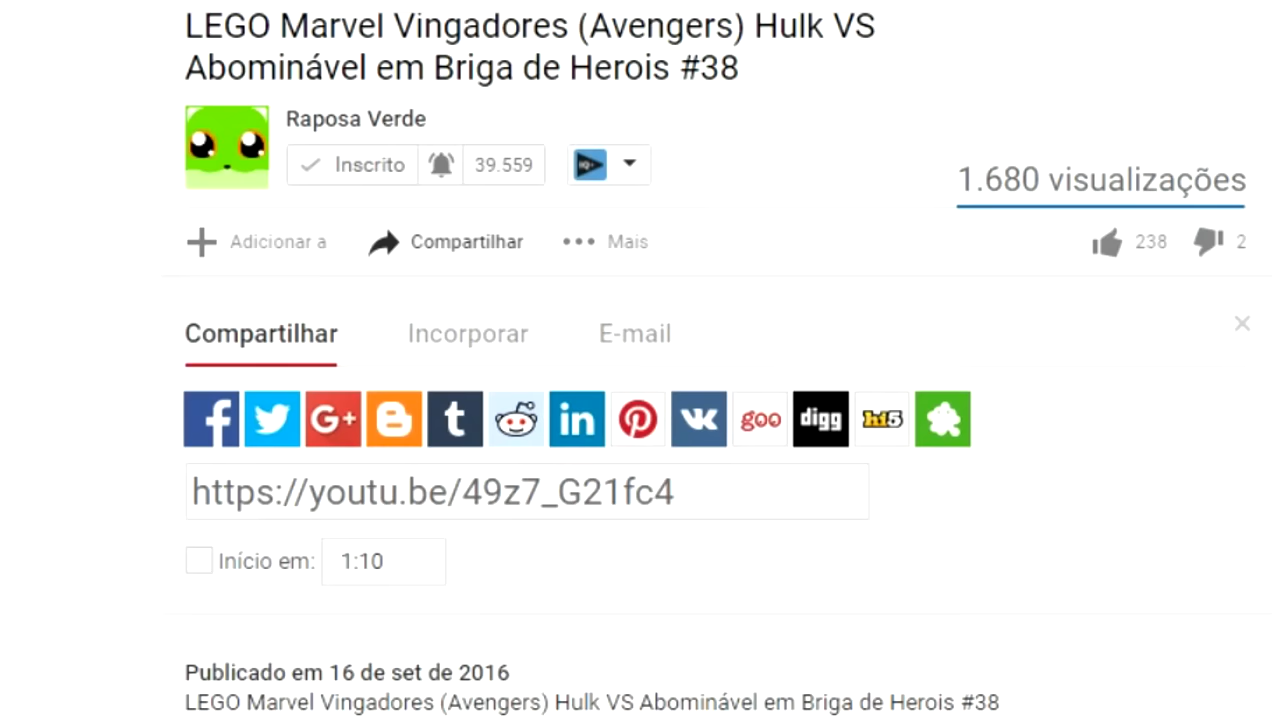 LEGO Marvel Vingadores (Avengers) Hulk VS
Abominável em Briga de Herois #38
Raposa Verde
Inscrito 39.559
HQ+
1.680 visualizações
Adicionar a Compartilhar Mais 238 2
Compartilhar Incorporar E-mail
f G+ B t in P VK goo digg hi5
https://youtu.be/49z7_G21fc4
Início em: 1:10
Publicado em 16 de set de 2016
LEGO Marvel Vingadores (Avengers) Hulk VS Abominável em Briga de Herois #38